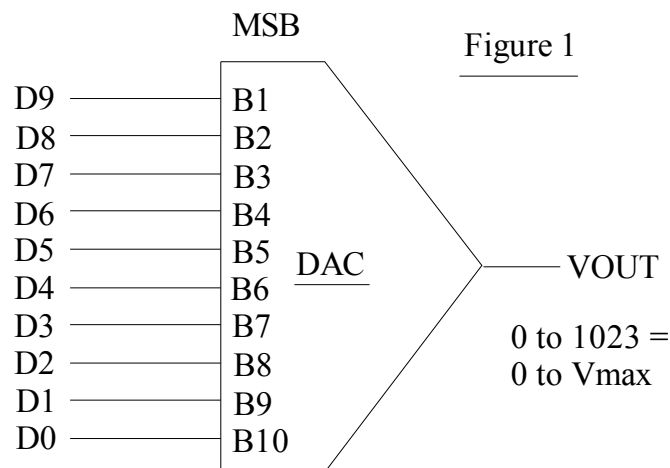 MSB
Figure 1
D9 B1
D8 B2
D7 B3
D6 B4
D5 B5
D4 B6
D3 B7
D2 B8
D1 B9
D0 B10
DAC
VOUT
0 to 1023 =
0 to Vmax